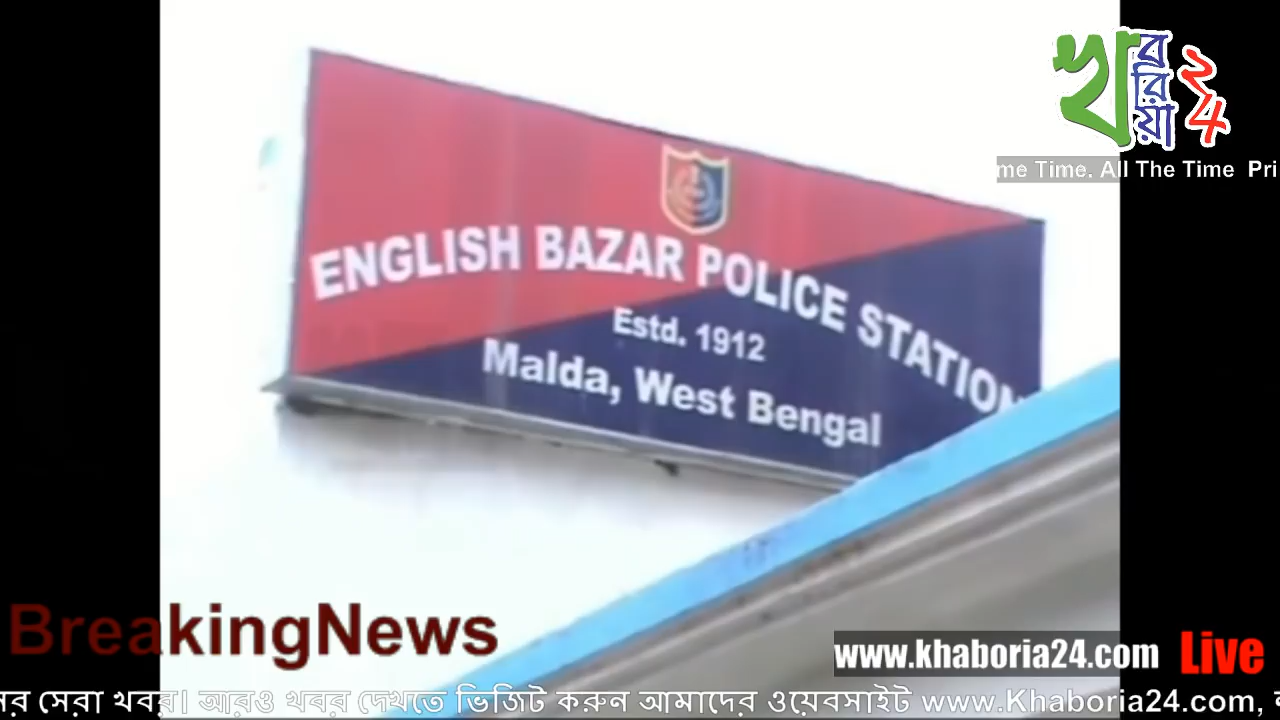 খবরিয়া ২৪
me Time. All The Time Pri
ENGLISH BAZAR POLICE STATION
Estd. 1912
Malda, West Bengal
BreakingNews
www.khaboria24.com Live
সেরা খবর। আরও খবর দেখতে ভিজিট করুন আমাদের ওয়েবসাইট www.Khaboria24.com,